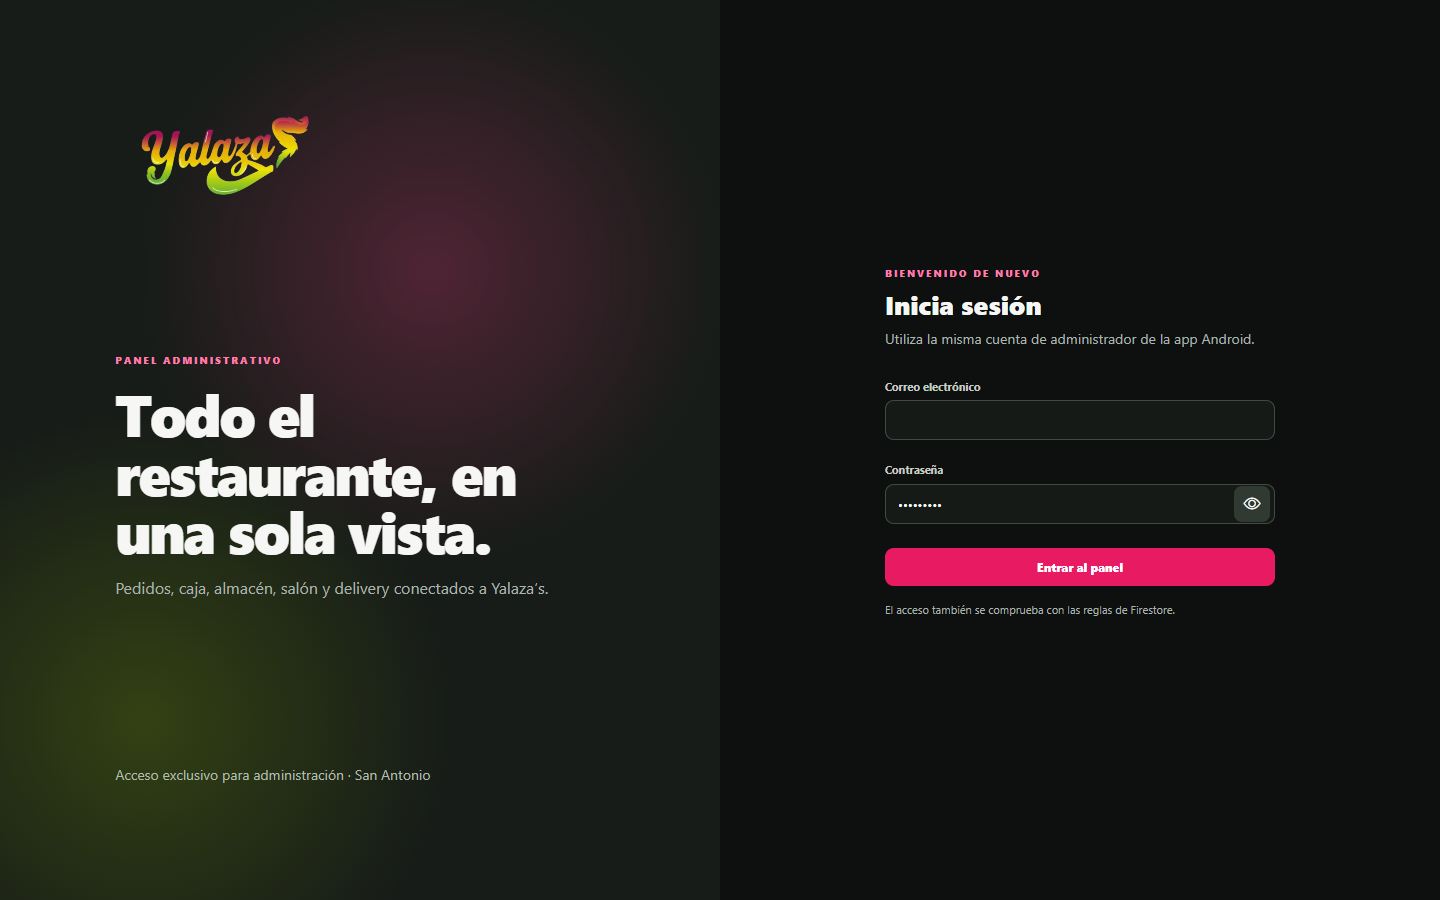 Yalaza
PANEL ADMINISTRATIVO
Todo el
restaurante, en
una sola vista.
Pedidos, caja, almacén, salón y delivery conectados a Yalaza's.
Acceso exclusivo para administración · San Antonio
BIENVENIDO DE NUEVO
Inicia sesión
Utiliza la misma cuenta de administrador de la app Android.
Correo electrónico
Contraseña
•••••••••
Entrar al panel
El acceso también se comprueba con las reglas de Firestore.